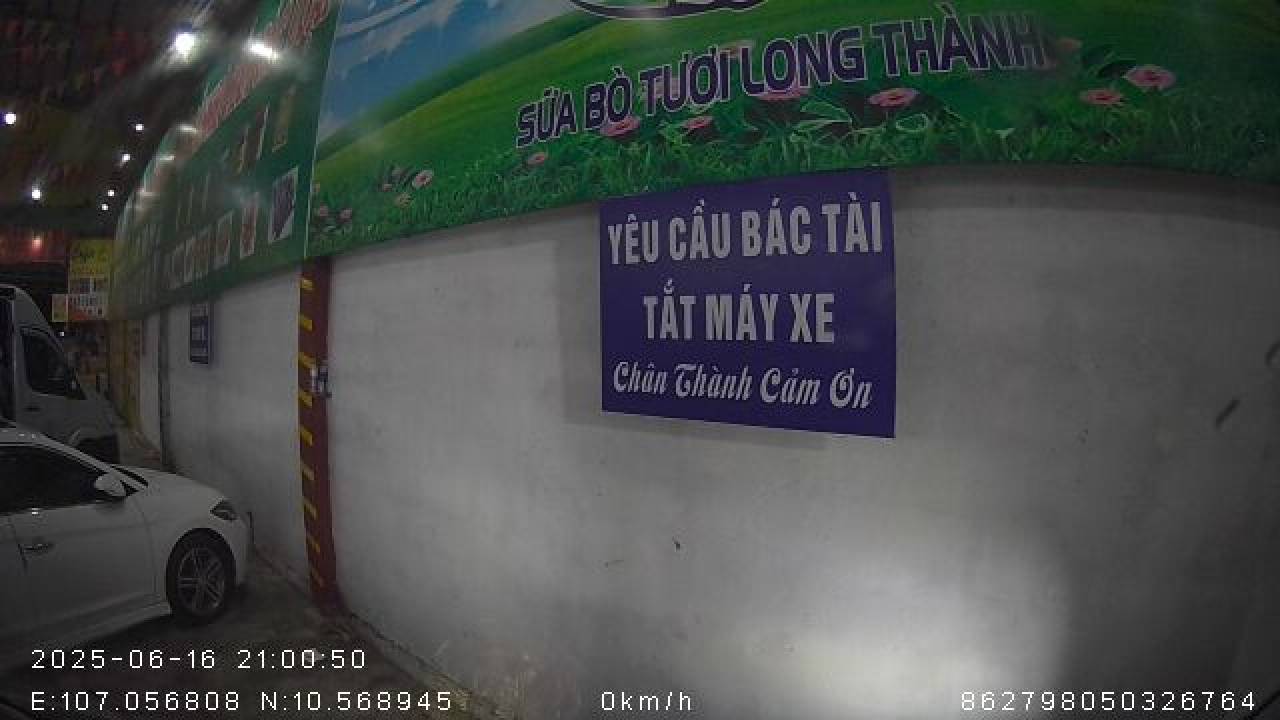 SỮA BÒ TƯƠI LONG THÀNH
YÊU CẦU BÁC TÀI
TẮT MÁY XE
Chân Thành Cảm Ơn
2025-06-16 21:00:50
E:107.056808 N:10.568945 0km/h 862798050326764